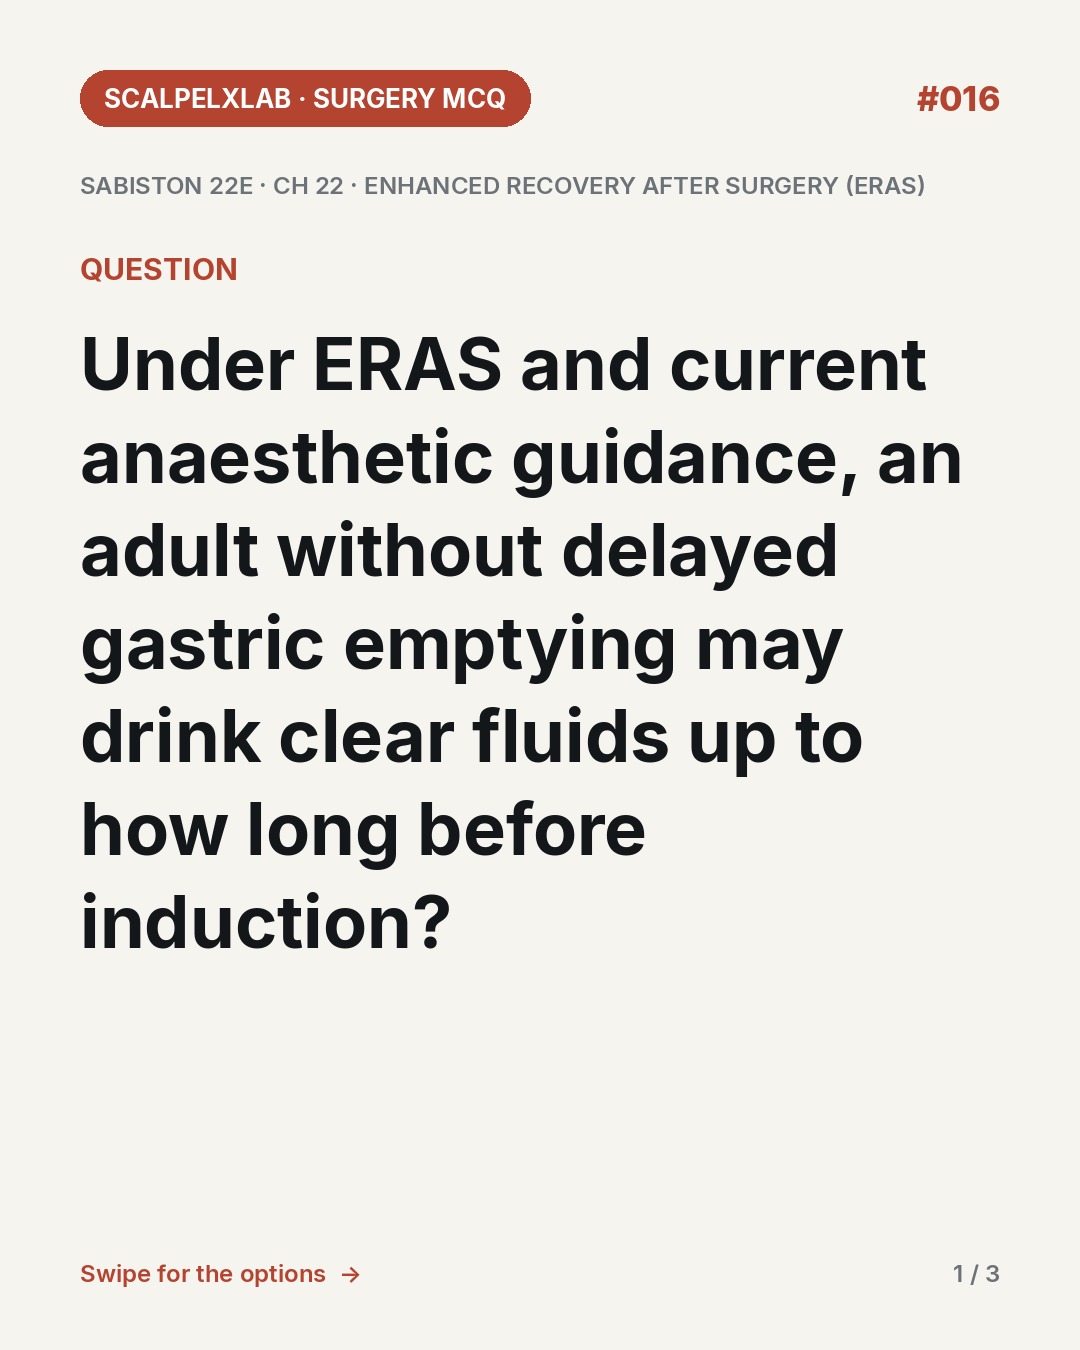 SCALPELXLAB · SURGERY MCQ
#016
SABISTON 22E · CH 22 · ENHANCED RECOVERY AFTER SURGERY (ERAS)
QUESTION
Under ERAS and current
anaesthetic guidance, an
adult without delayed
gastric emptying may
drink clear fluids up to
how long before
induction?
Swipe for the options →
1 / 3